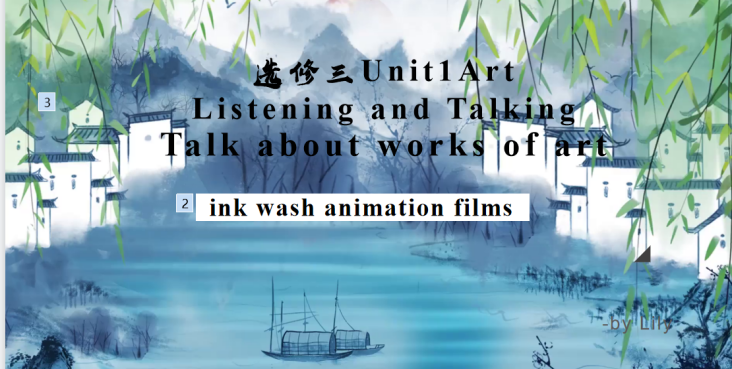 选修三Unit1Art
Listening and Talking
Talk about works of art
3
2
ink wash animation films
-by Lily